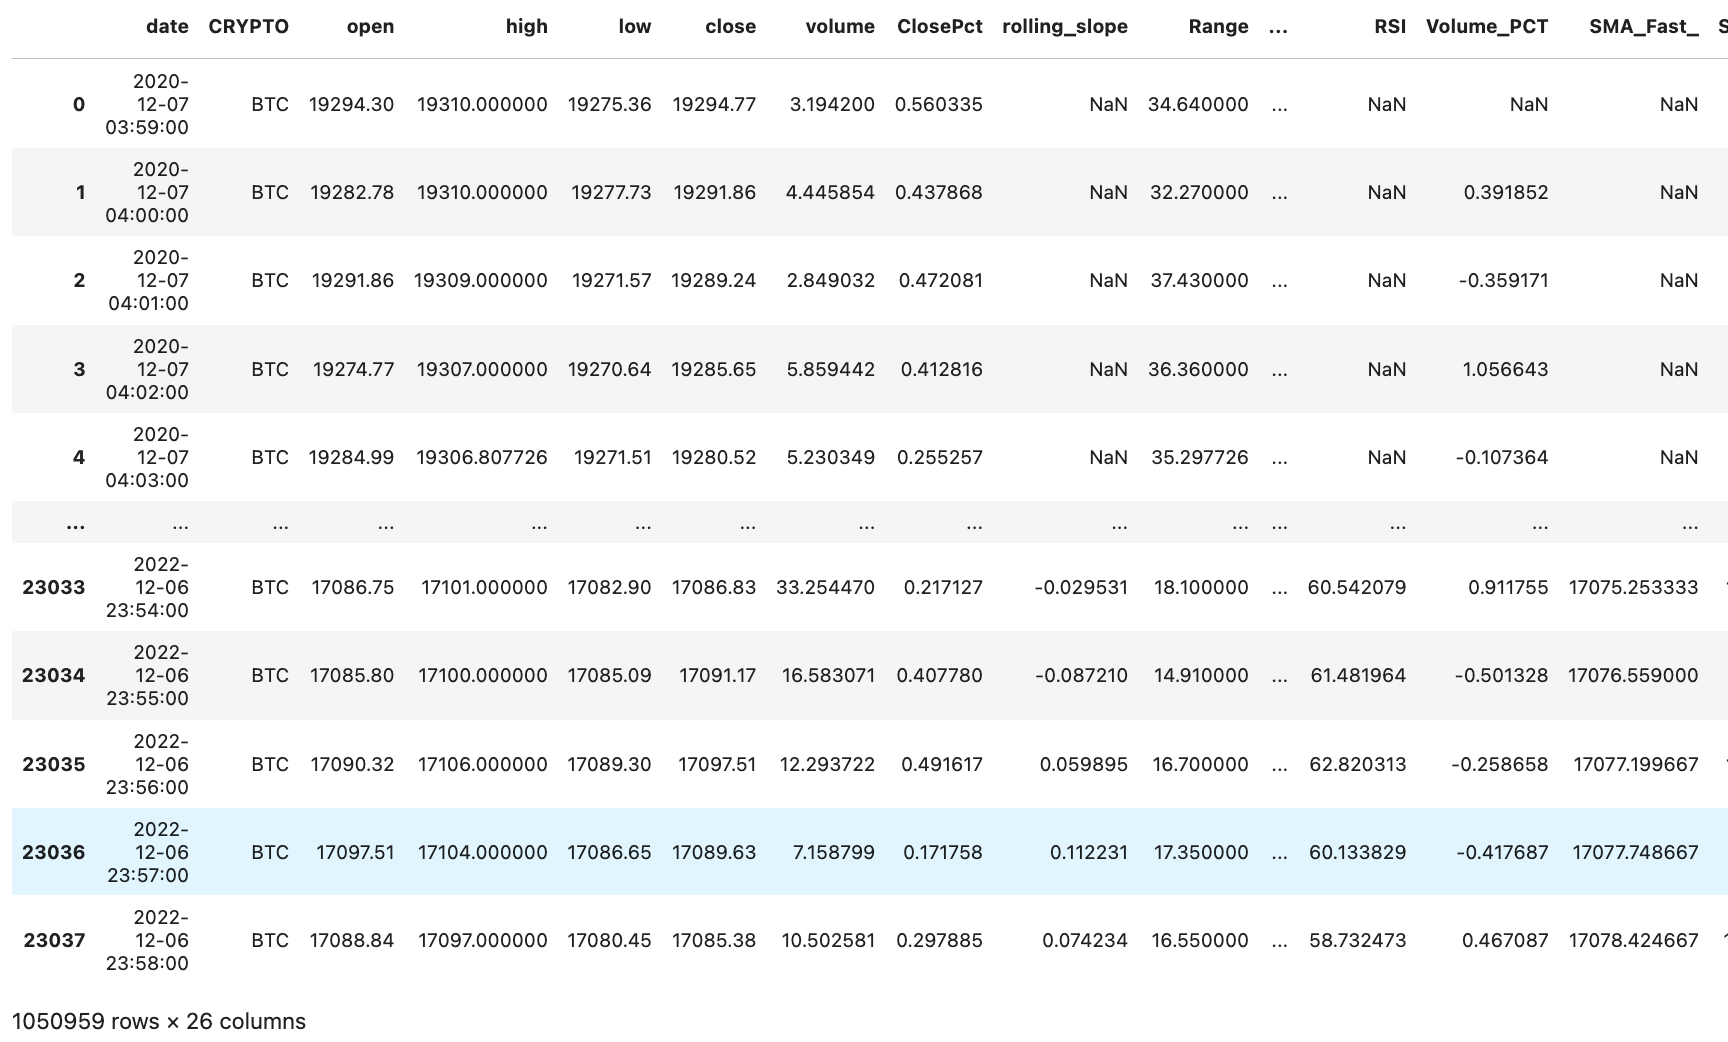 date CRYPTO open high low close volume ClosePct rolling_slope Range ... RSI Volume_PCT SMA_Fast_ S
2020-
0 12-07 BTC 19294.30 19310.000000 19275.36 19294.77 3.194200 0.560335 NaN 34.640000 ... NaN NaN NaN
03:59:00
2020-
1 12-07 BTC 19282.78 19310.000000 19277.73 19291.86 4.445854 0.437868 NaN 32.270000 ... NaN 0.391852 NaN
04:00:00
2020-
2 12-07 BTC 19291.86 19309.000000 19271.57 19289.24 2.849032 0.472081 NaN 37.430000 ... NaN -0.359171 NaN
04:01:00
2020-
3 12-07 BTC 19274.77 19307.000000 19270.64 19285.65 5.859442 0.412816 NaN 36.360000 ... NaN 1.056643 NaN
04:02:00
2020-
4 12-07 BTC 19284.99 19306.807726 19271.51 19280.52 5.230349 0.255257 NaN 35.297726 ... NaN -0.107364 NaN
04:03:00
... ... ... ... ... ... ... ... ... ... ... ... ... ... ...
2022-
23033 12-06 BTC 17086.75 17101.000000 17082.90 17086.83 33.254470 0.217127 -0.029531 18.100000 ... 60.542079 0.911755 17075.253333
23:54:00
2022-
23034 12-06 BTC 17085.80 17100.000000 17085.09 17091.17 16.583071 0.407780 -0.087210 14.910000 ... 61.481964 -0.501328 17076.559000
23:55:00
2022-
23035 12-06 BTC 17090.32 17106.000000 17089.30 17097.51 12.293722 0.491617 0.059895 16.700000 ... 62.820313 -0.258658 17077.199667
23:56:00
2022-
23036 12-06 BTC 17097.51 17104.000000 17086.65 17089.63 7.158799 0.171758 0.112231 17.350000 ... 60.133829 -0.417687 17077.748667
23:57:00
2022-
23037 12-06 BTC 17088.84 17097.000000 17080.45 17085.38 10.502581 0.297885 0.074234 16.550000 ... 58.732473 0.467087 17078.424667
23:58:00
1050959 rows × 26 columns